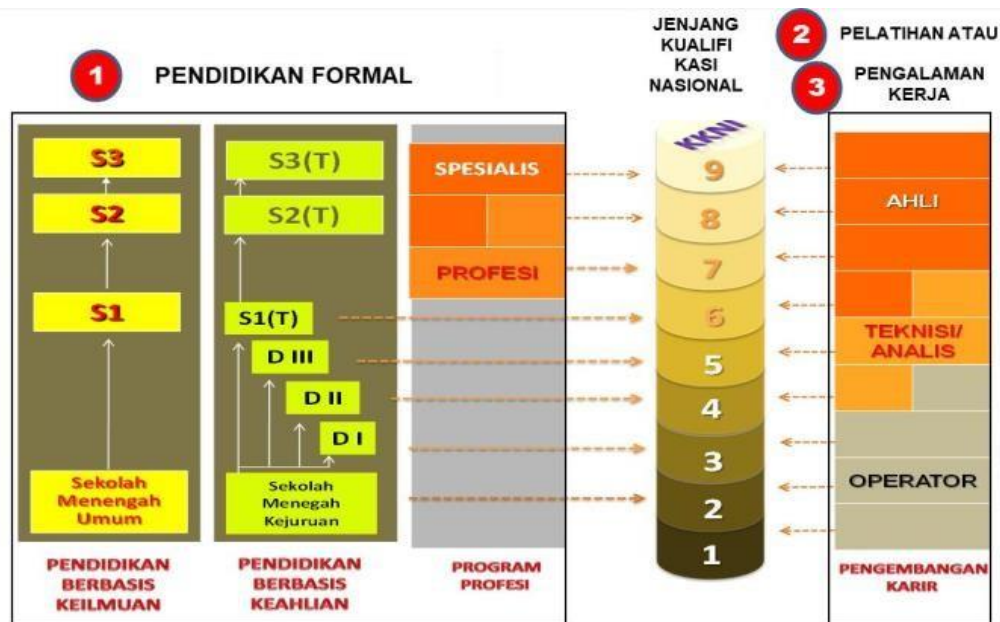 1 PENDIDIKAN FORMAL
JENJANG
KUALIFI
KASI
NASIONAL
2 PELATIHAN ATAU
3 PENGALAMAN
KERJA
S3
S2
S1
Sekolah
Menengah
Umum
PENDIDIKAN
BERBASIS
KEILMUAN
S3(T)
S2(T)
S1(T)
D III
D II
D I
Sekolah
Menegah
Kejuruan
PENDIDIKAN
BERBASIS
KEAHLIAN
SPESIALIS
PROFESI
PROGRAM
PROFESI
KKNI
9
8
7
6
5
4
3
2
1
AHLI
TEKNISI/
ANALIS
OPERATOR
PENGEMBANGAN
KARIR